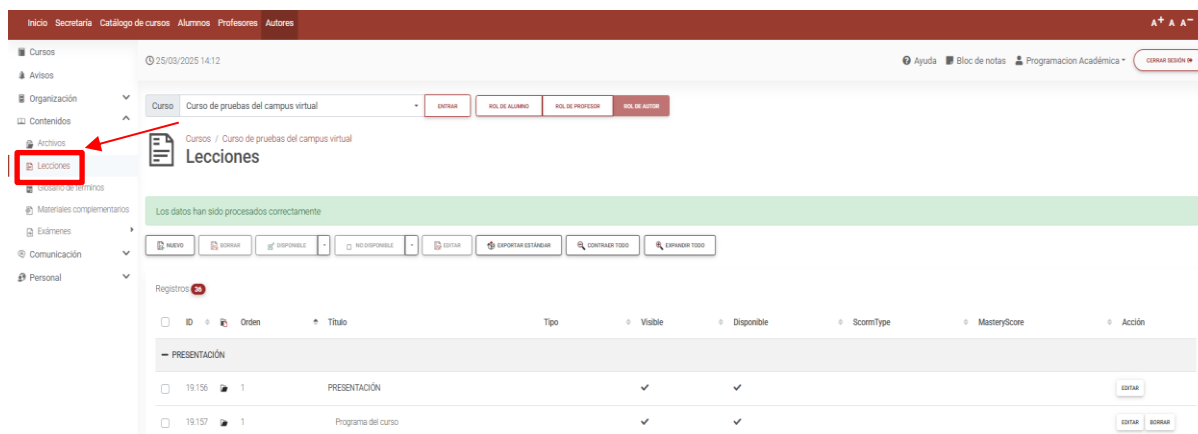 Inicio Secretaría Catálogo de cursos Alumnos Profesores Autores A+ A A-
Cursos
Avisos
Organización
Contenidos
Archivos
Lecciones
Glosario de términos
Materiales complementarios
Exámenes
Comunicación
Personal
25/03/2025 14:12 Ayuda Bloc de notas Programacion Académica CERRAR SESIÓN
Curso Curso de pruebas del campus virtual ENTRAR ROL DE ALUMNO ROL DE PROFESOR ROL DE AUTOR
Cursos / Curso de pruebas del campus virtual
Lecciones
Los datos han sido procesados correctamente
NUEVO BORRAR DISPONIBLE NO DISPONIBLE EDITAR EXPORTAR ESTÁNDAR CONTRAER TODO EXPANDIR TODO
Registros 36
ID Orden Título Tipo Visible Disponible ScormType MasteryScore Acción
PRESENTACIÓN
19.156 1 PRESENTACIÓN EDITAR
19.157 1 Programa del curso EDITAR BORRAR